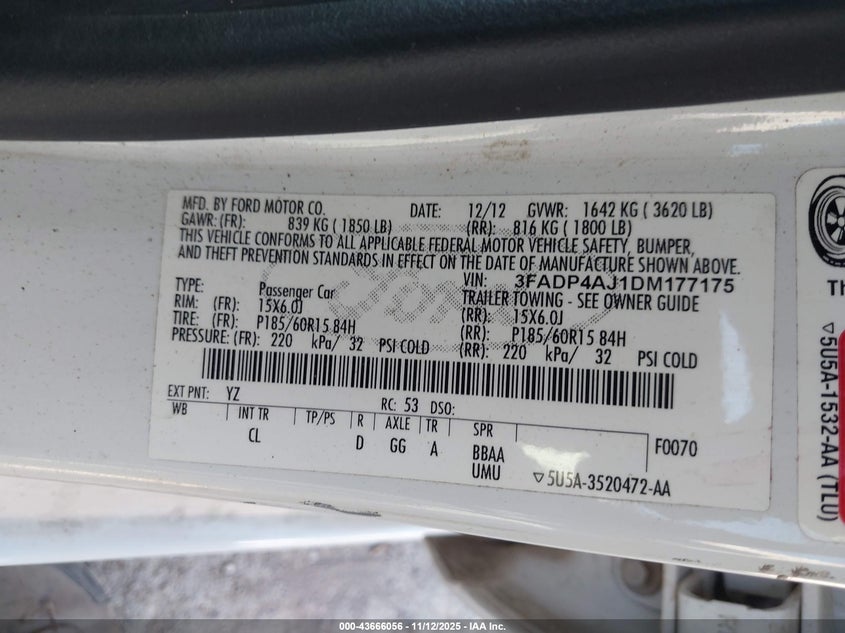 MFD. BY FORD MOTOR CO. DATE: 12/12 GVWR: 1642 KG ( 3620 LB)
GAWR: (FR): 839 KG ( 1850 LB) (RR): 816 KG ( 1800 LB)
THIS VEHICLE CONFORMS TO ALL APPLICABLE FEDERAL MOTOR VEHICLE SAFETY, BUMPER,
AND THEFT PREVENTION STANDARDS IN EFFECT ON THE DATE OF MANUFACTURE SHOWN ABOVE.
VIN: 3FADP4AJ1DM177175
TYPE: Passenger Car TRAILER TOWING - SEE OWNER GUIDE
RIM: (FR): 15X6.0J (RR): 15X6.0J
TIRE: (FR): P185/60R15 84H (RR): P185/60R15 84H
PRESSURE: (FR): 220 kPa/ 32 PSI COLD (RR): 220 kPa/ 32 PSI COLD
EXT PNT: YZ RC: 53 DSO:
WB INT TR TP/PS R AXLE TR SPR F0070
CL D GG A BBAA
UMU ▽5U5A-3520472-AA
Th
▽5U5A-1532-AA (TLU)
000-43666056 - 11/12/2025 - IAA Inc.